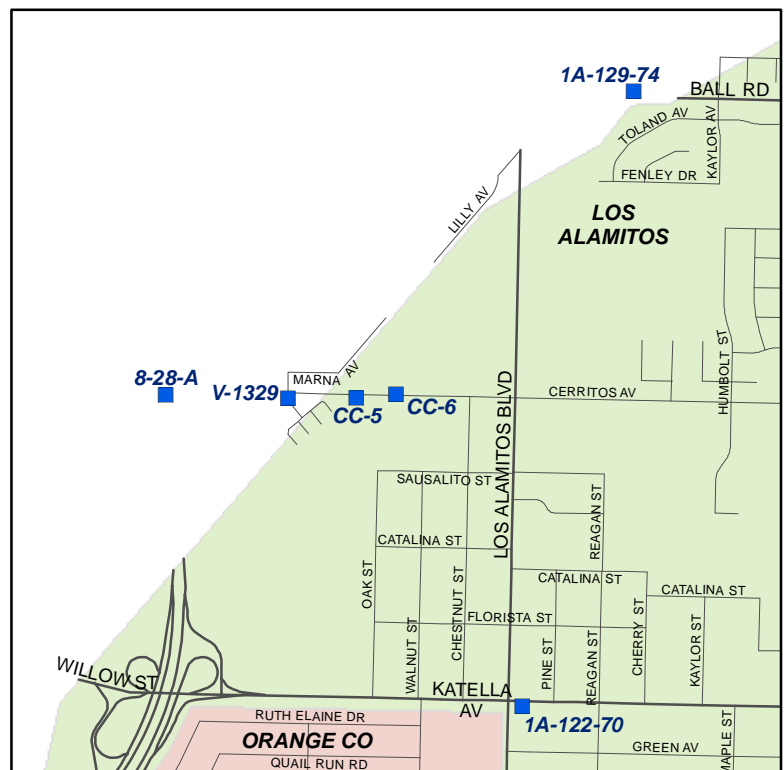 1A-129-74
BALL RD
TOLAND AV
KAYLOR AV
FENLEY DR
LILLY AV
LOS
ALAMITOS
8-28-A
V-1329
MARNA AV
CC-5
CC-6
CERRITOS AV
HUMBOLT ST
LOS ALAMITOS BLVD
SAUSALITO ST
REAGAN ST
CATALINA ST
OAK ST
CATALINA ST
CATALINA ST
WALNUT ST
CHESTNUT ST
FLORISTA ST
PINE ST
REAGAN ST
CHERRY ST
KAYLOR ST
WILLOW ST
KATELLA
AV
1A-122-70
RUTH ELAINE DR
ORANGE CO
QUAIL RUN RD
GREEN AV
MAPLE ST